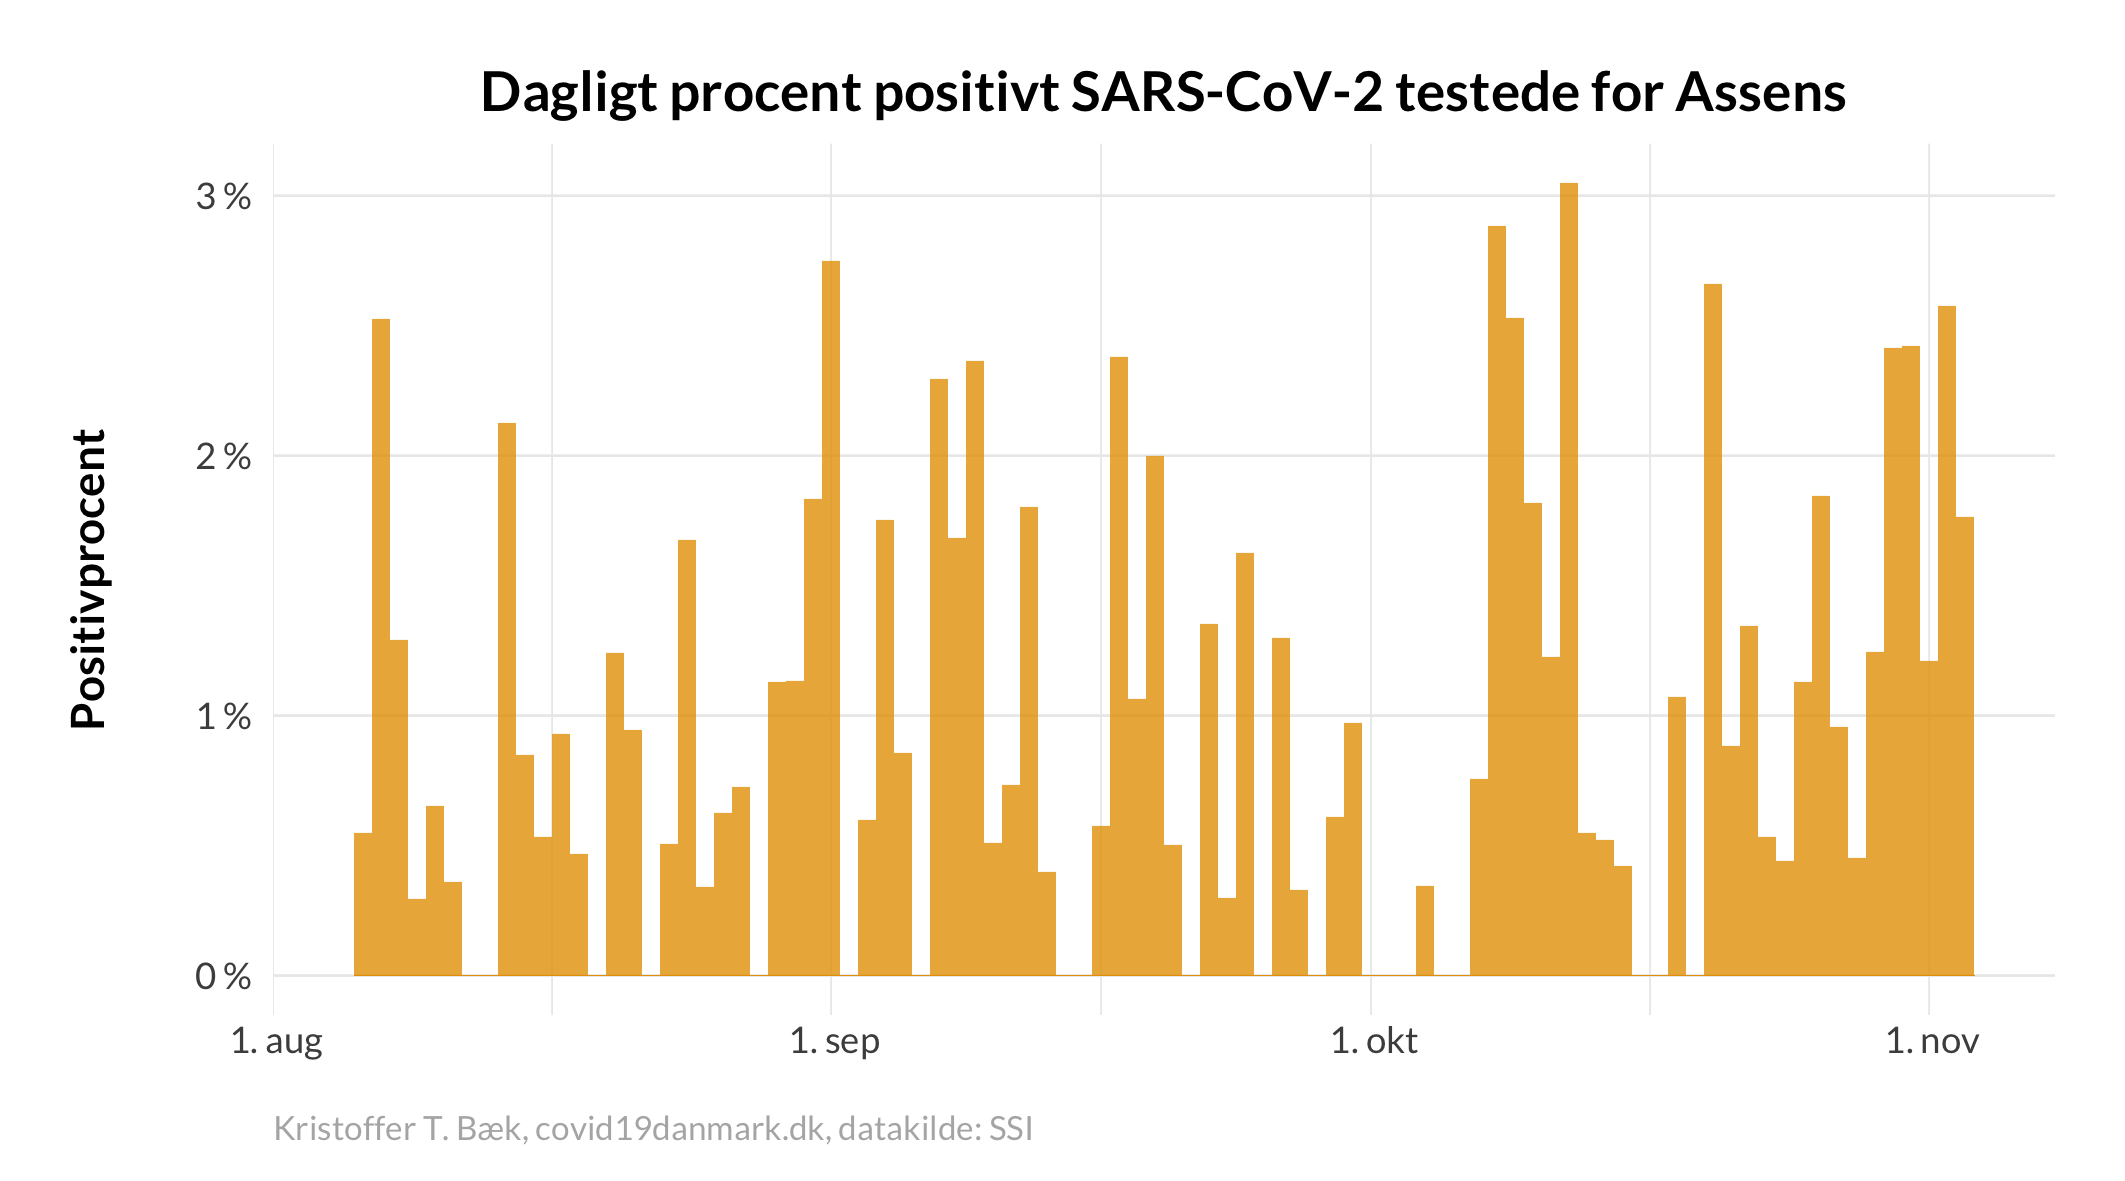 Dagligt procent positivt SARS-CoV-2 testede for Assens
Positivprocent
3 %
2 %
1 %
0 %
1. aug
1. sep
1. okt
1. nov
Kristoffer T. Bæk, covid19danmark.dk, datakilde: SSI